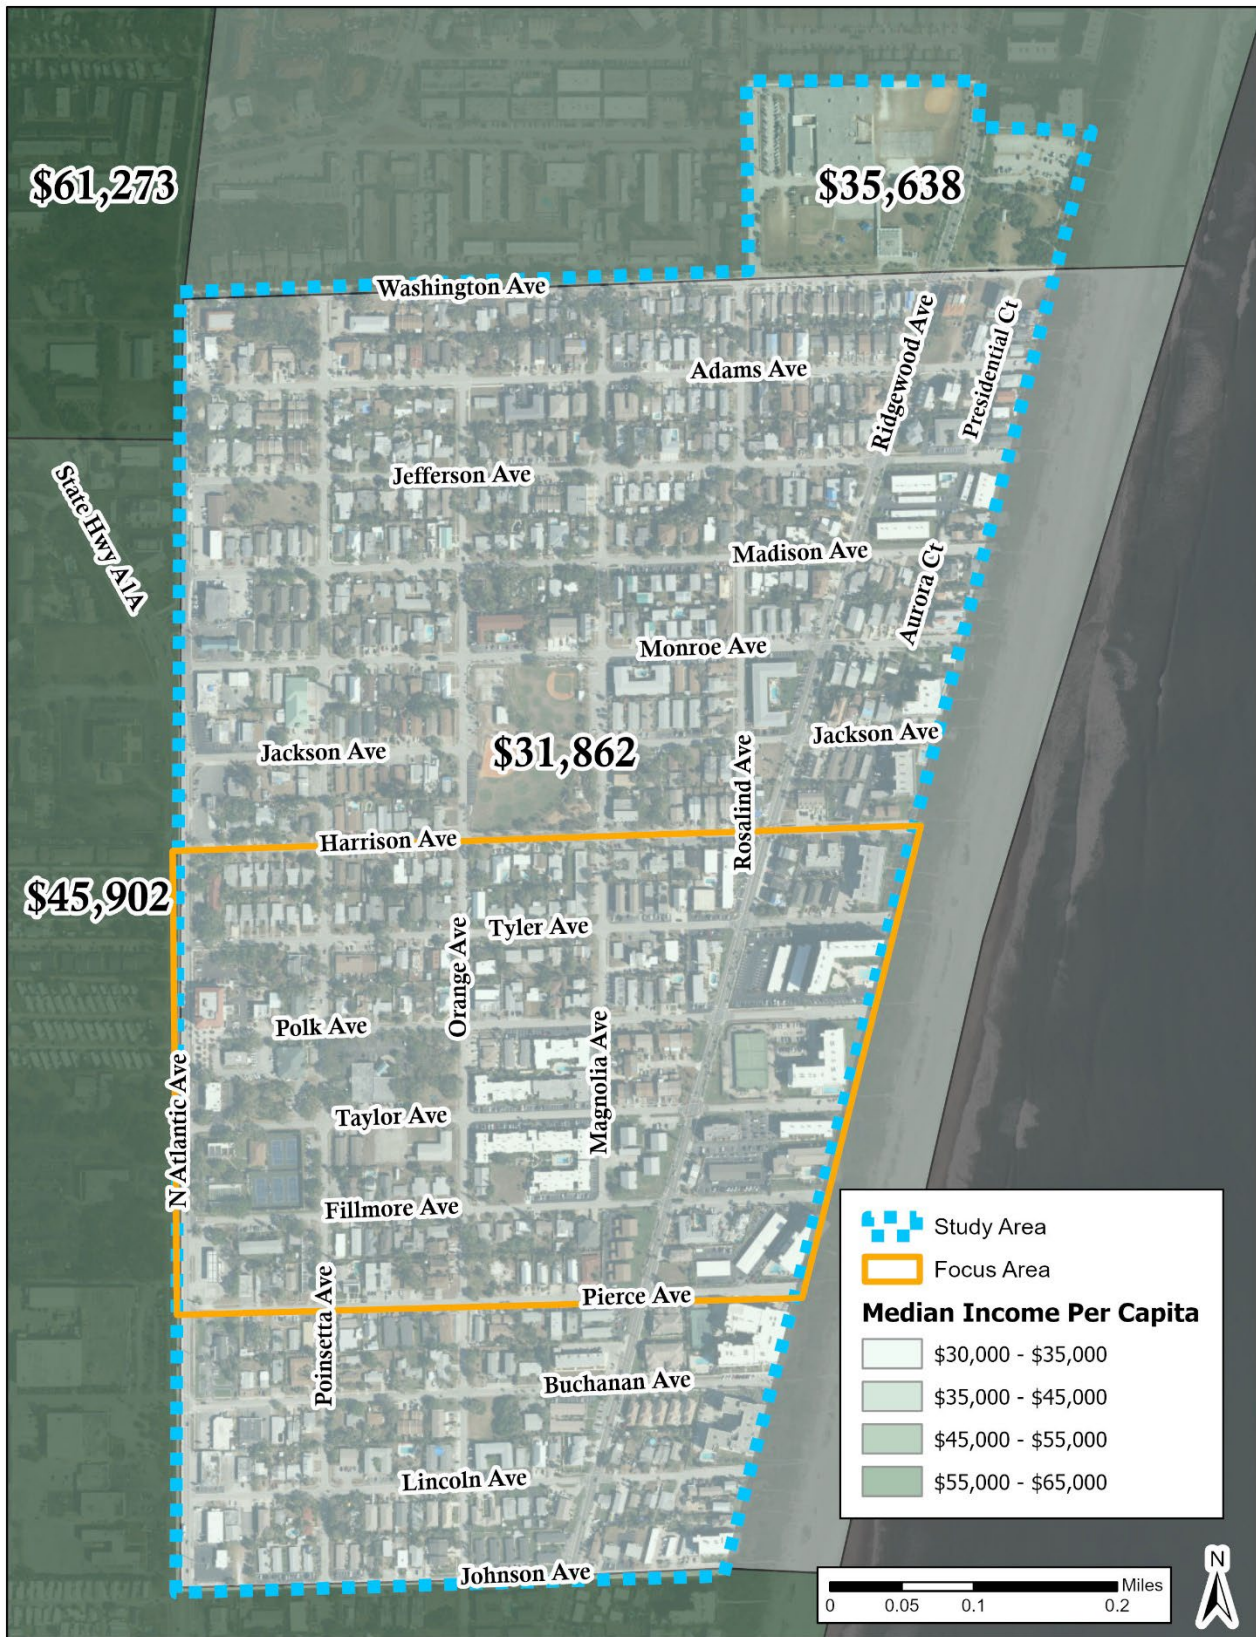 $61,273
$35,638
Washington Ave
Adams Ave
Ridgewood Ave
Presidential Ct
Jefferson Ave
State Hwy A1A
Madison Ave
Aurora Ct
Monroe Ave
Jackson Ave
$31,862
Rosalind Ave
Jackson Ave
Harrison Ave
$45,902
Tyler Ave
Orange Ave
Polk Ave
Magnolia Ave
N Atlantic Ave
Taylor Ave
Fillmore Ave
Pierce Ave
Poinsetta Ave
Buchanan Ave
Lincoln Ave
Johnson Ave
Study Area
Focus Area
Median Income Per Capita
$30,000 - $35,000
$35,000 - $45,000
$45,000 - $55,000
$55,000 - $65,000
Miles
0 0.05 0.1 0.2
N